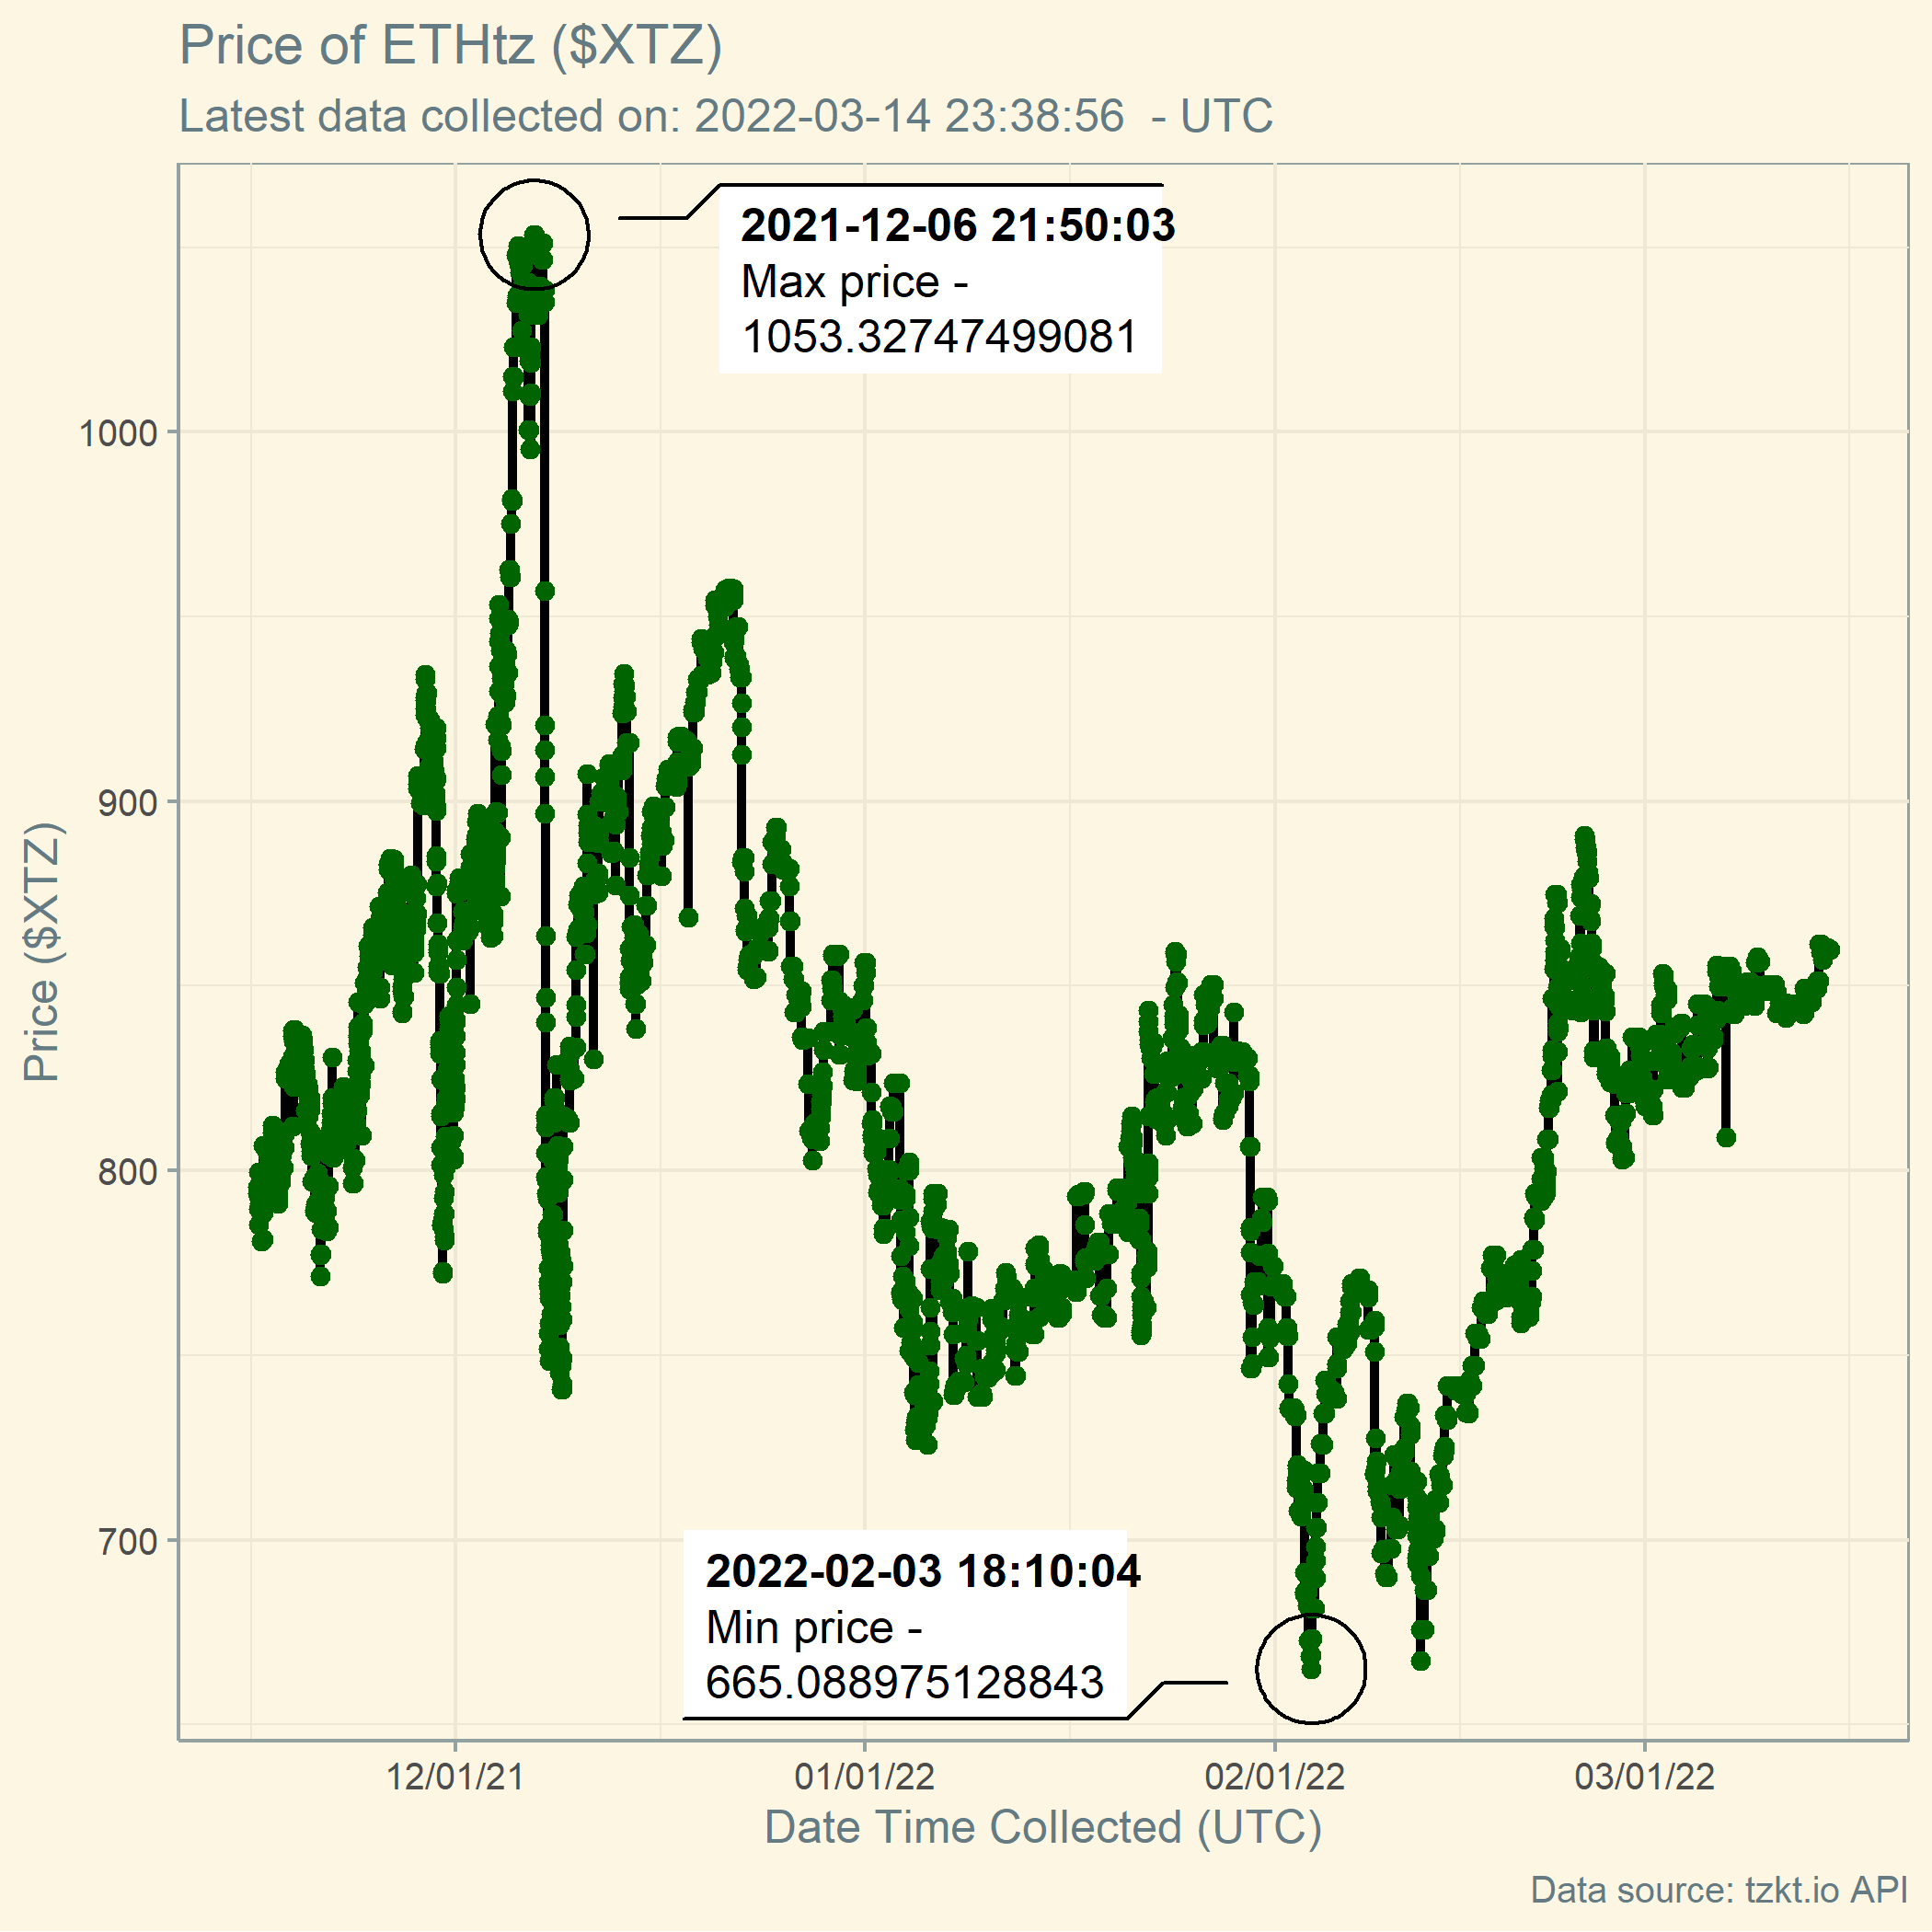 Price of ETHtz ($XTZ)
Latest data collected on: 2022-03-14 23:38:56  - UTC
2021-12-06 21:50:03
Max price -
1053.32747499081
1000
900
800
700
Price ($XTZ)
2022-02-03 18:10:04
Min price -
665.088975128843
12/01/21
01/01/22
02/01/22
03/01/22
Date Time Collected (UTC)
Data source: tzkt.io API